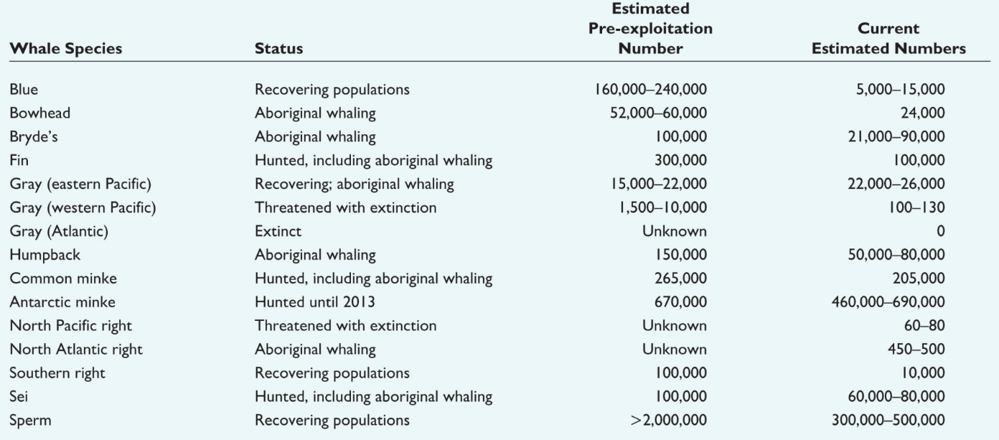 Estimated
Pre-exploitation Current
Whale Species Status Number Estimated Numbers
Blue Recovering populations 160,000–240,000 5,000–15,000
Bowhead Aboriginal whaling 52,000–60,000 24,000
Bryde's Aboriginal whaling 100,000 21,000–90,000
Fin Hunted, including aboriginal whaling 300,000 100,000
Gray (eastern Pacific) Recovering; aboriginal whaling 15,000–22,000 22,000–26,000
Gray (western Pacific) Threatened with extinction 1,500–10,000 100–130
Gray (Atlantic) Extinct Unknown 0
Humpback Aboriginal whaling 150,000 50,000–80,000
Common minke Hunted, including aboriginal whaling 265,000 205,000
Antarctic minke Hunted until 2013 670,000 460,000–690,000
North Pacific right Threatened with extinction Unknown 60–80
North Atlantic right Aboriginal whaling Unknown 450–500
Southern right Recovering populations 100,000 10,000
Sei Hunted, including aboriginal whaling 100,000 60,000–80,000
Sperm Recovering populations >2,000,000 300,000–500,000